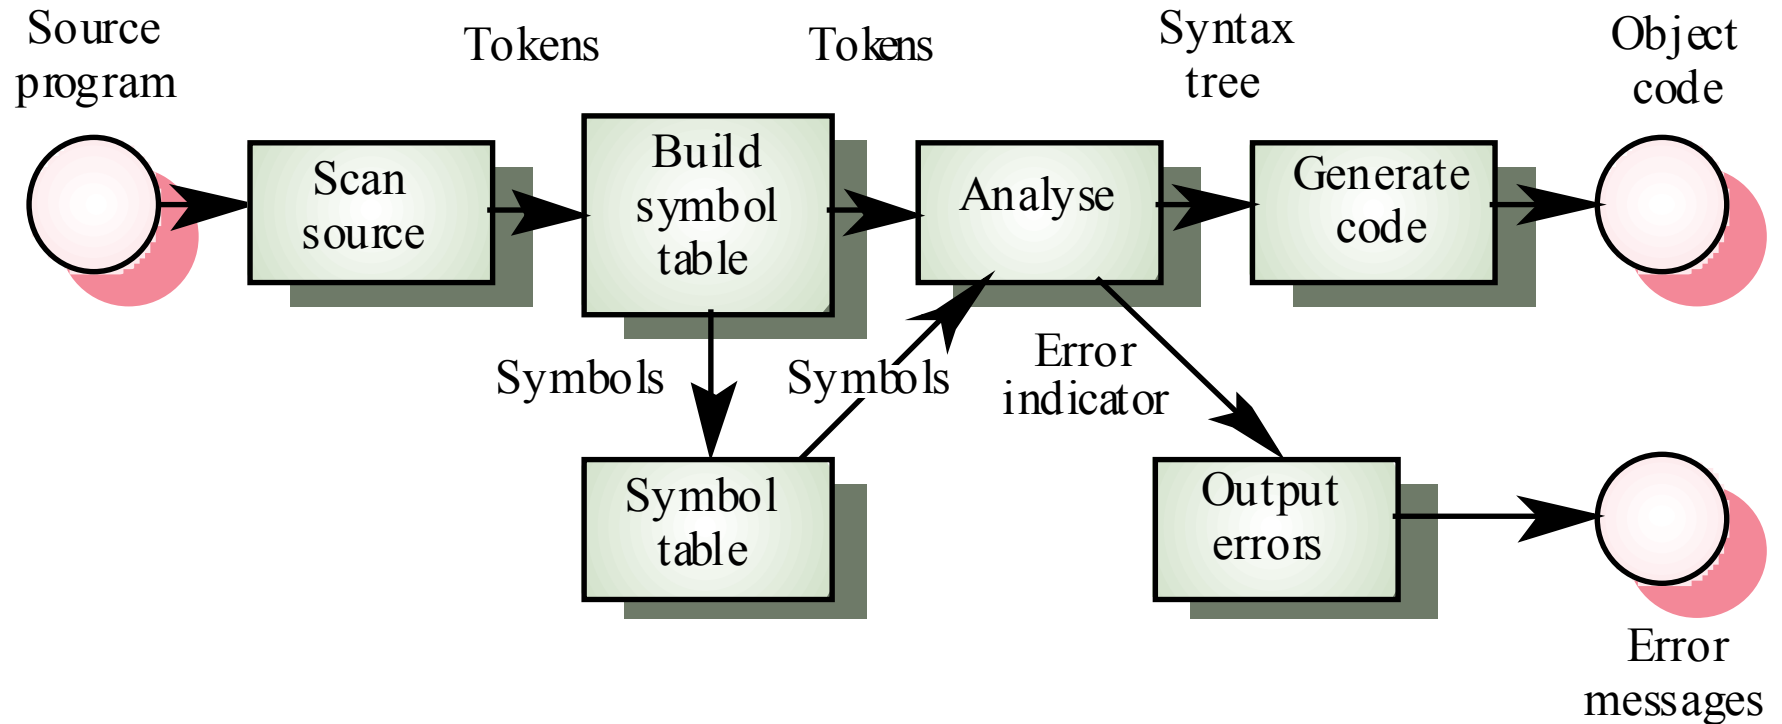 Source
program
Tokens
Tokens
Syntax
tree
Object
code
Scan
source
Build
symbol
table
Analyse
Generate
code
Symbols
Symbols
Error
indicator
Symbol
table
Output
errors
Error
messages